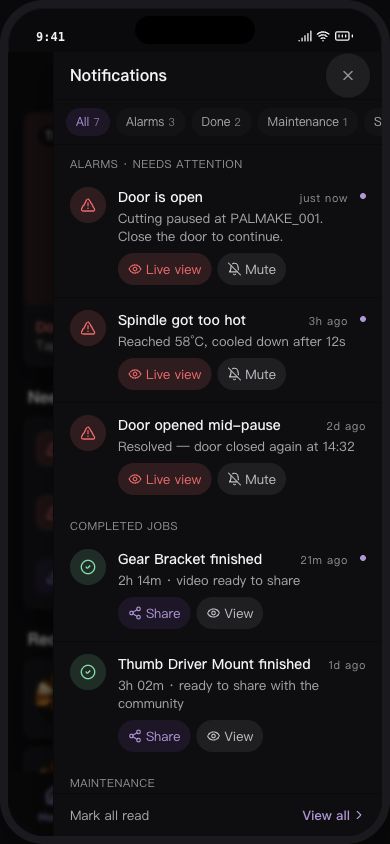 9:41
Notifications
All 7
Alarms 3
Done 2
Maintenance 1
S
ALARMS · NEEDS ATTENTION
Door is open
just now
Cutting paused at PALMAKE_001.
Close the door to continue.
Live view
Mute
Spindle got too hot
3h ago
Reached 58°C, cooled down after 12s
Live view
Mute
Door opened mid-pause
2d ago
Resolved — door closed again at 14:32
Live view
Mute
COMPLETED JOBS
Gear Bracket finished
21m ago
2h 14m · video ready to share
Share
View
Thumb Driver Mount finished
1d ago
3h 02m · ready to share with the
community
Share
View
MAINTENANCE
Mark all read
View all